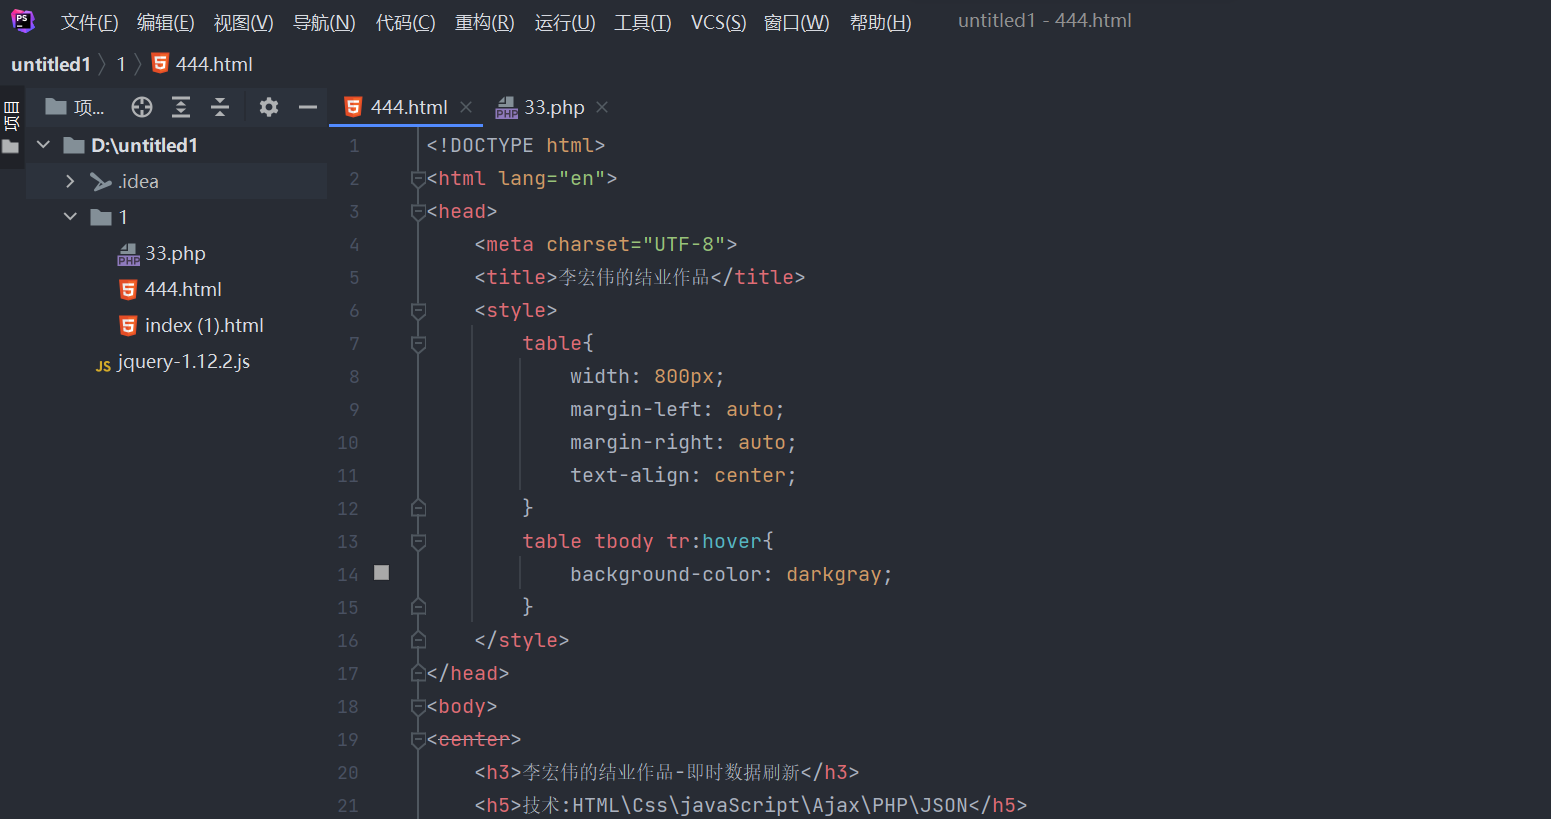 PS 文件(F) 编辑(E) 视图(V) 导航(N) 代码(C) 重构(R) 运行(U) 工具(T) VCS(S) 窗口(W) 帮助(H) untitled1 - 444.html
untitled1 1 444.html
项目
项...
D:\untitled1
.idea
1
33.php
444.html
index (1).html
JS jquery-1.12.2.js
444.html 33.php
1 <!DOCTYPE html>
2 <html lang="en">
3 <head>
4 <meta charset="UTF-8">
5 <title>李宏伟的结业作品</title>
6 <style>
7 table{
8 width: 800px;
9 margin-left: auto;
10 margin-right: auto;
11 text-align: center;
12 }
13 table tbody tr:hover{
14 background-color: darkgray;
15 }
16 </style>
17 </head>
18 <body>
19 <center>
20 <h3>李宏伟的结业作品-即时数据刷新</h3>
21 <h5>技术:HTML\Css\javaScript\Ajax\PHP\JSON</h5>